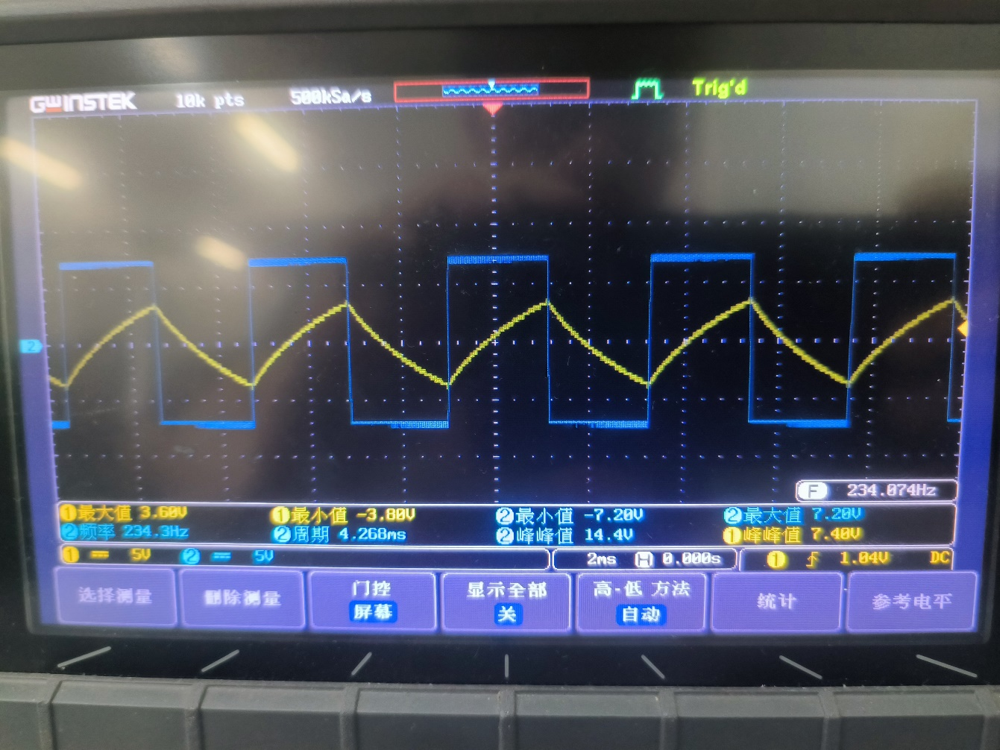 GWINSTEK 10k pts 500kSa/s Trig'd
2
F 234.074Hz
1最大值 3.60V 1最小值 -3.80V 2最小值 -7.20V 2最大值 7.20V
2频率 234.3Hz 2周期 4.268ms 2峰峰值 14.4V 1峰峰值 7.40V
1 5V 2 5V 2ms H 0.000s 1 1.04V DC
选择测量 删除测量 门控 显示全部 高-低 方法 统计 参考电平
屏幕 关 自动